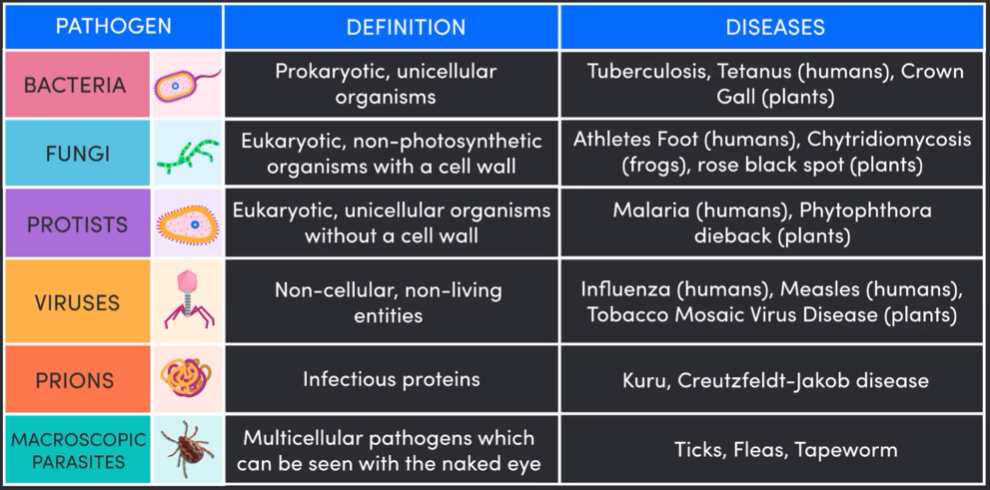 PATHOGEN
DEFINITION
DISEASES
BACTERIA
Prokaryotic, unicellular
organisms
Tuberculosis, Tetanus (humans), Crown
Gall (plants)
FUNGI
Eukaryotic, non-photosynthetic
organisms with a cell wall
Athletes Foot (humans), Chytridiomycosis
(frogs), rose black spot (plants)
PROTISTS
Eukaryotic, unicellular organisms
without a cell wall
Malaria (humans), Phytophthora
dieback (plants)
VIRUSES
Non-cellular, non-living
entities
Influenza (humans), Measles (humans),
Tobacco Mosaic Virus Disease (plants)
PRIONS
Infectious proteins
Kuru, Creutzfeldt-Jakob disease
MACROSCOPIC
PARASITES
Multicellular pathogens which
can be seen with the naked eye
Ticks, Fleas, Tapeworm